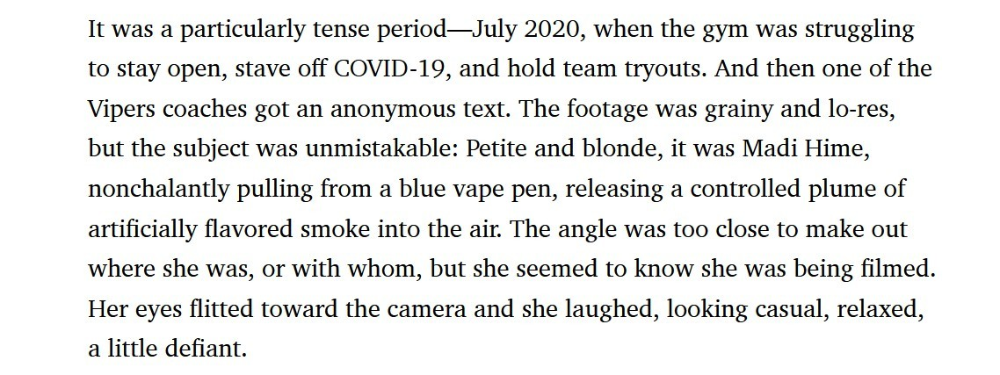 It was a particularly tense period—July 2020, when the gym was struggling
to stay open, stave off COVID-19, and hold team tryouts. And then one of the
Vipers coaches got an anonymous text. The footage was grainy and lo-res,
but the subject was unmistakable: Petite and blonde, it was Madi Hime,
nonchalantly pulling from a blue vape pen, releasing a controlled plume of
artificially flavored smoke into the air. The angle was too close to make out
where she was, or with whom, but she seemed to know she was being filmed.
Her eyes flitted toward the camera and she laughed, looking casual, relaxed,
a little defiant.